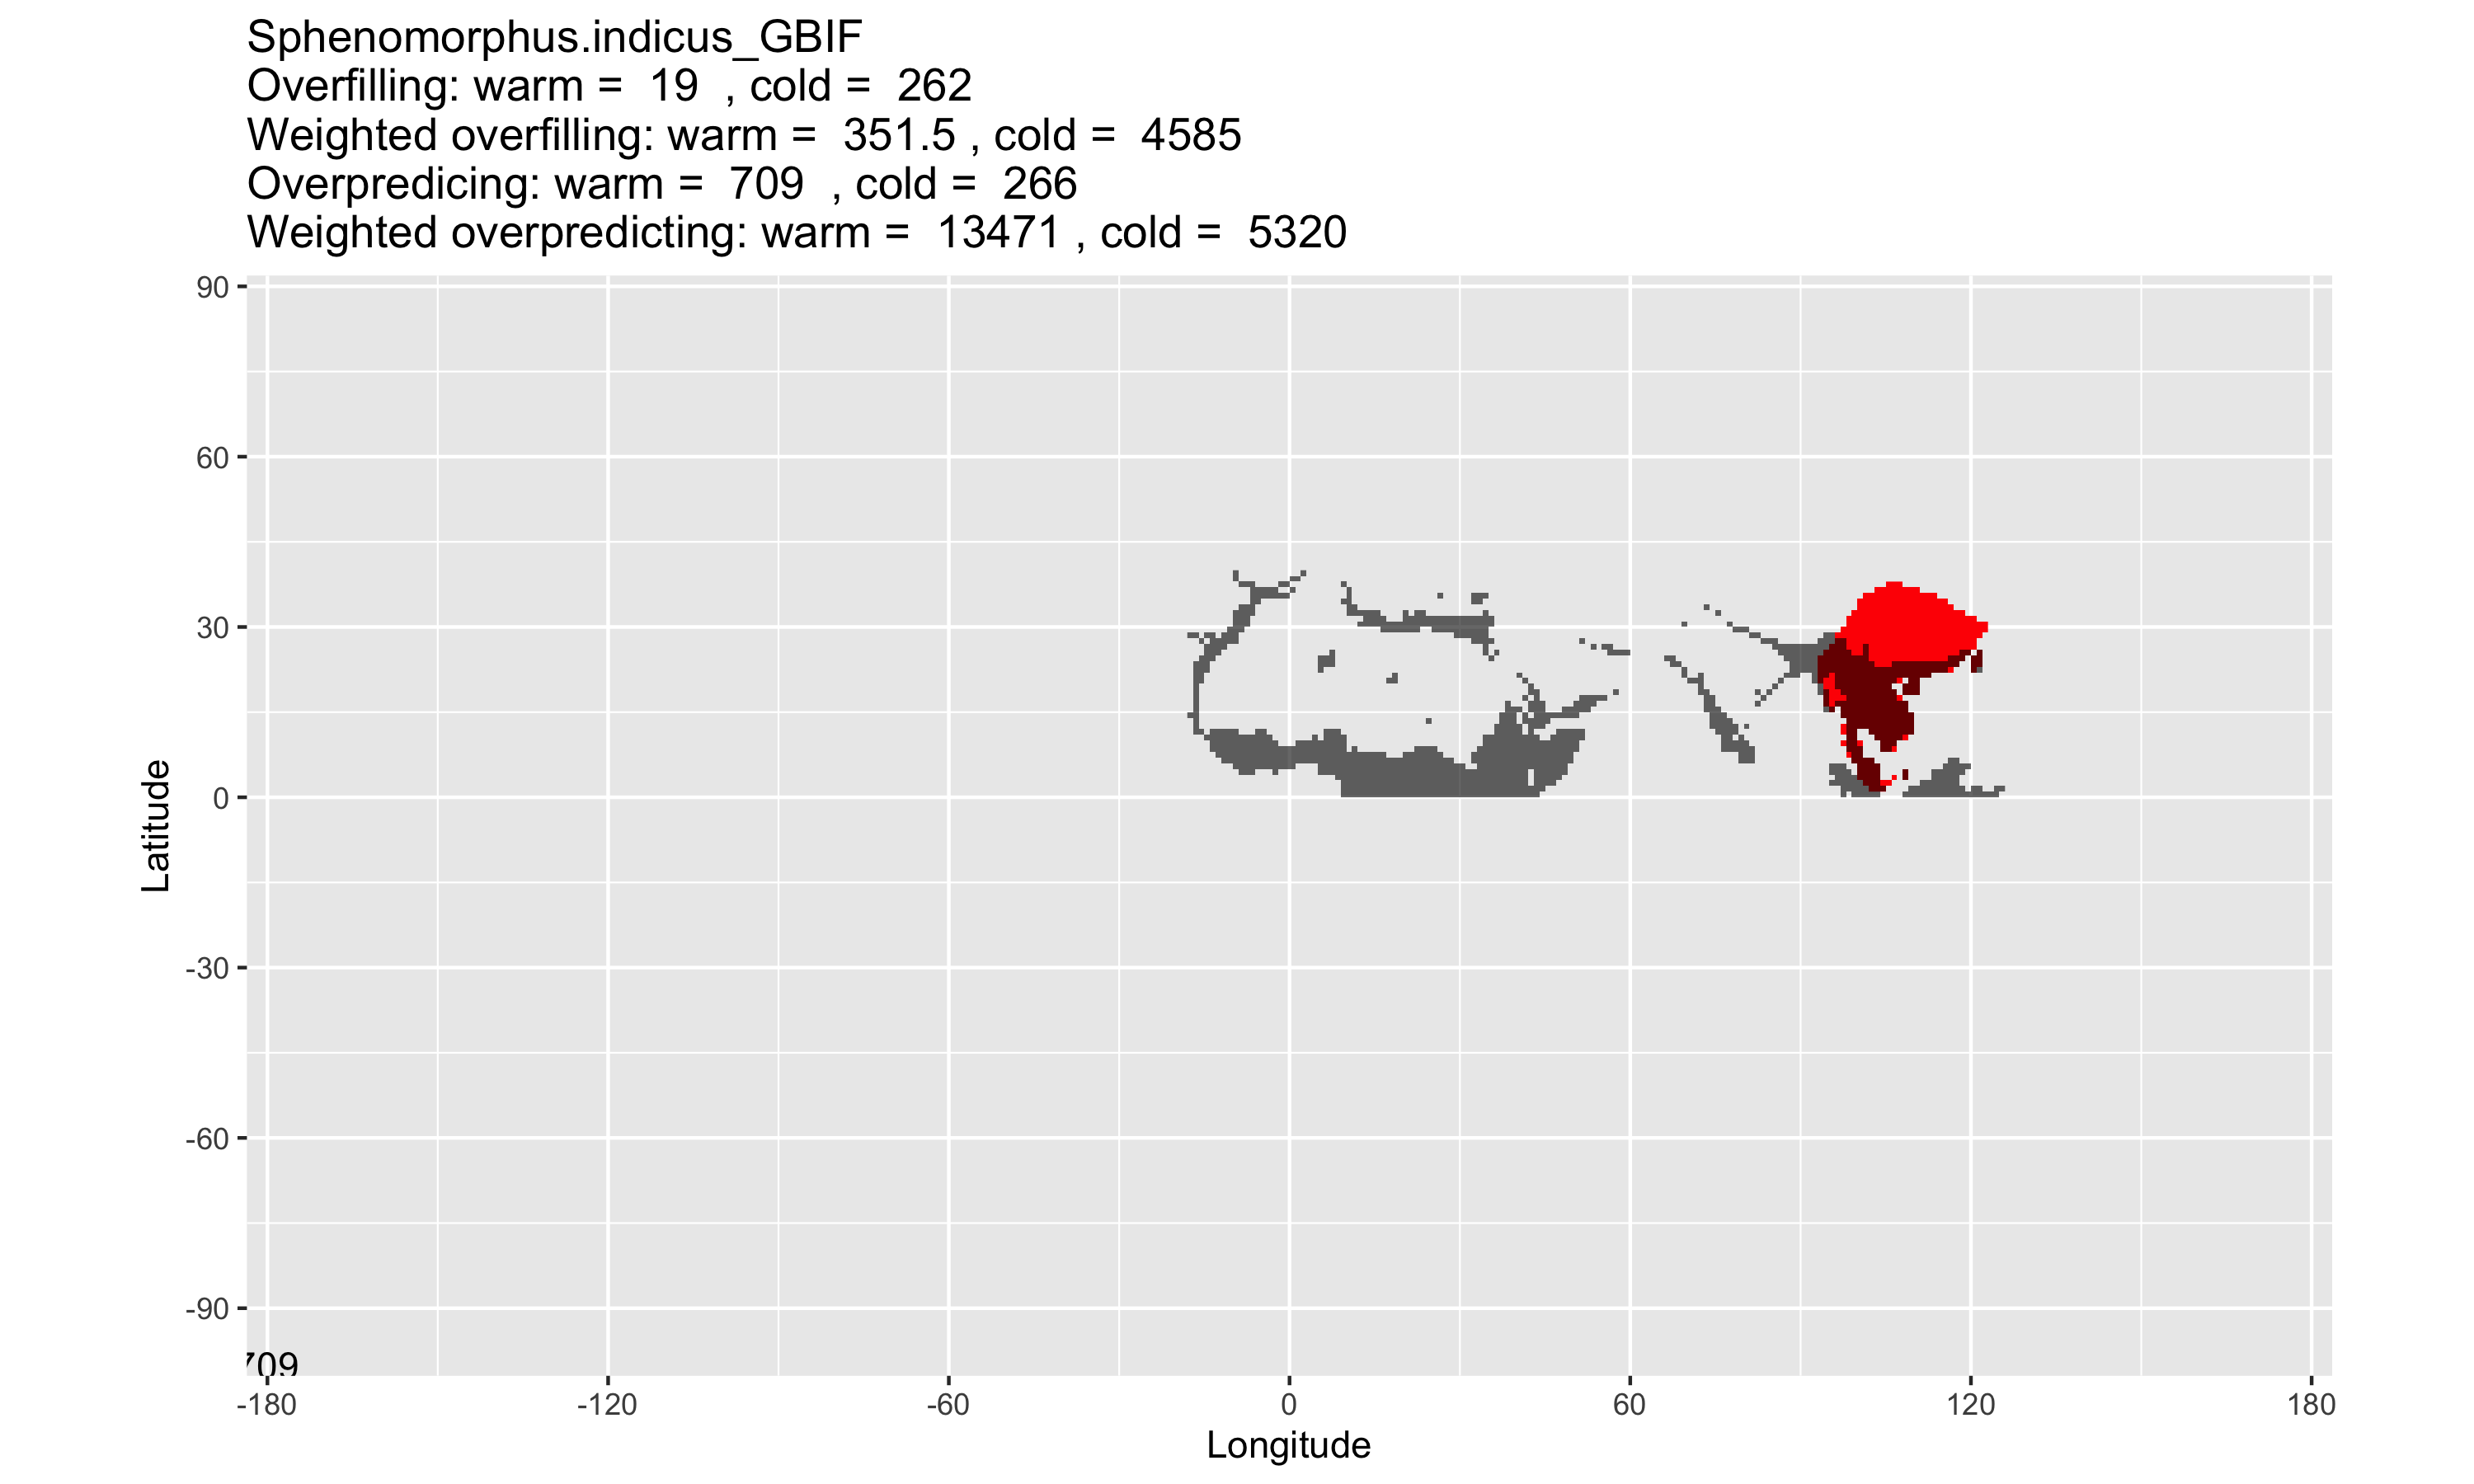 Sphenomorphus.indicus_GBIF
Overfilling: warm = 19 , cold = 262
Weighted overfilling: warm = 351.5 , cold = 4585
Overpredicing: warm = 709 , cold = 266
Weighted overpredicting: warm = 13471 , cold = 5320
90
60
30
0
-30
-60
-90
Latitude
709
-180
-120
-60
0
60
120
180
Longitude